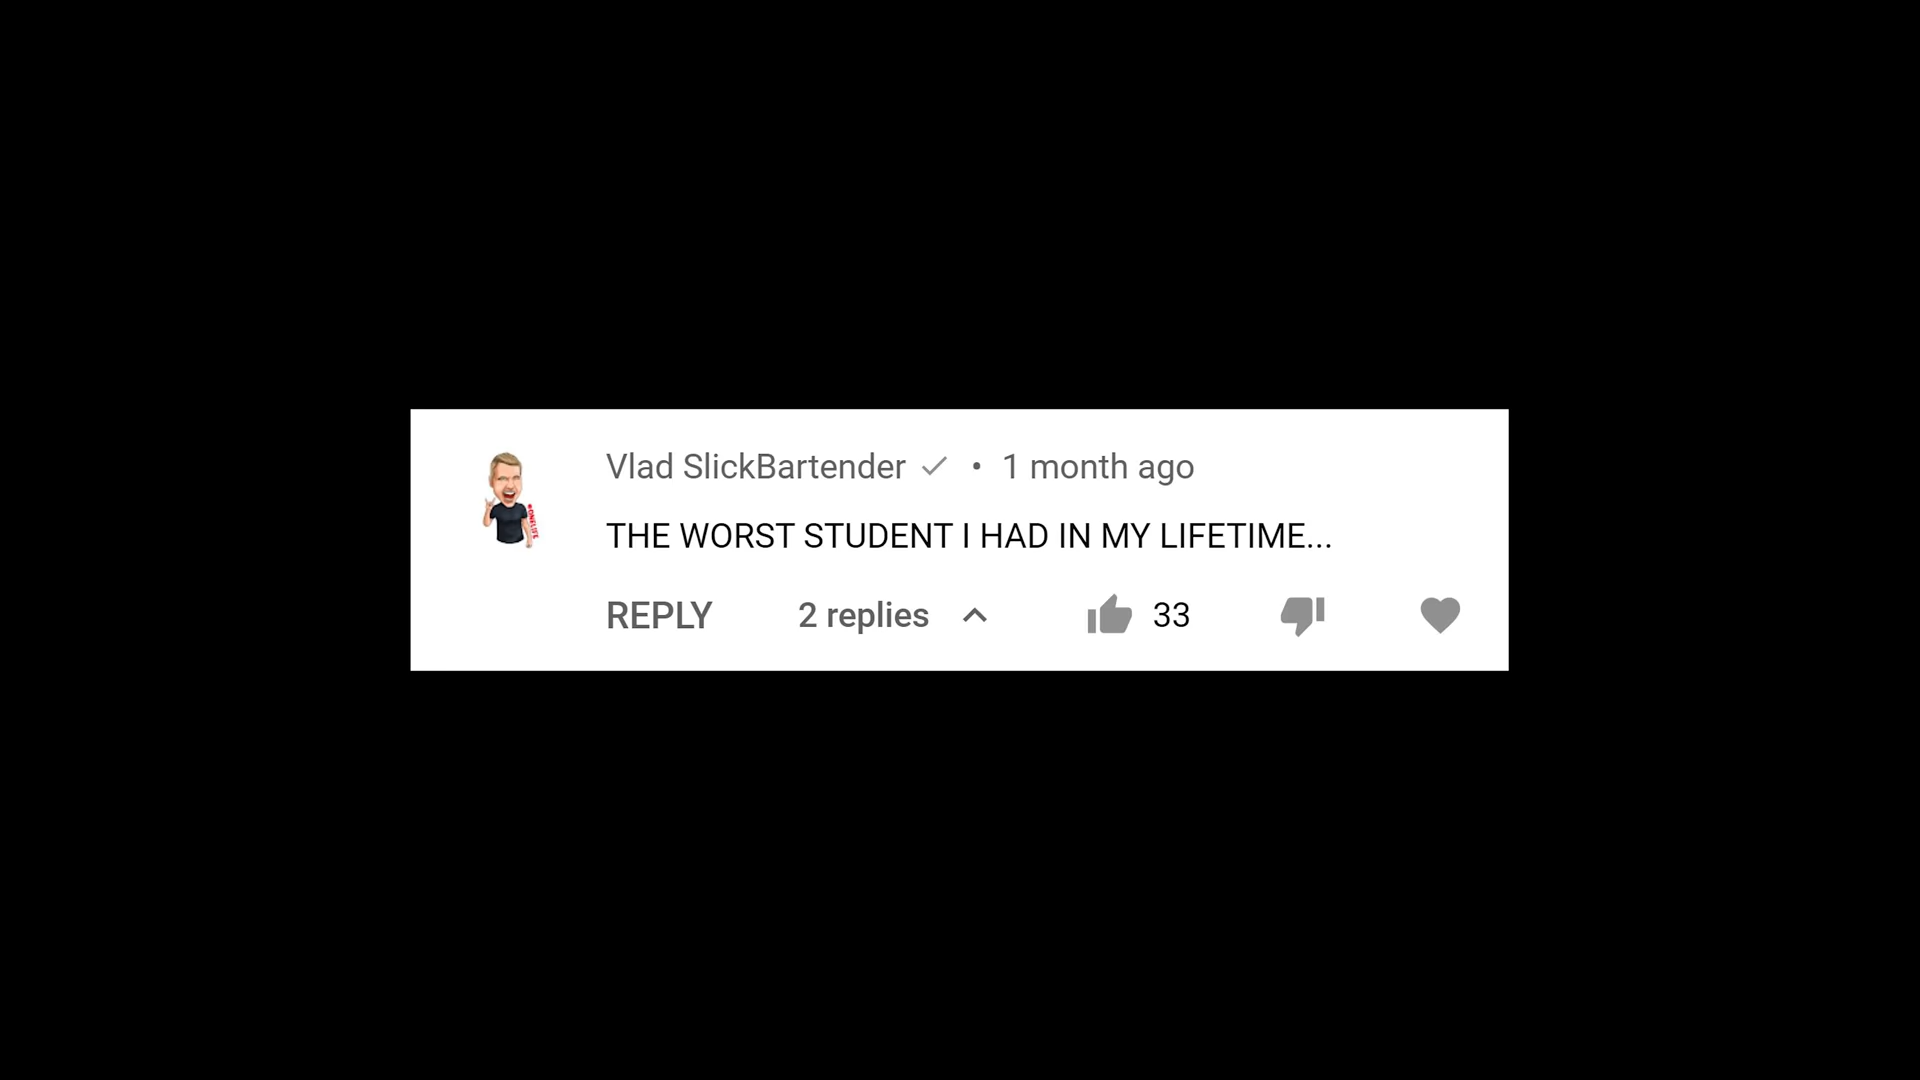 Vlad SlickBartender • 1 month ago
THE WORST STUDENT I HAD IN MY LIFETIME...
REPLY 2 replies 33